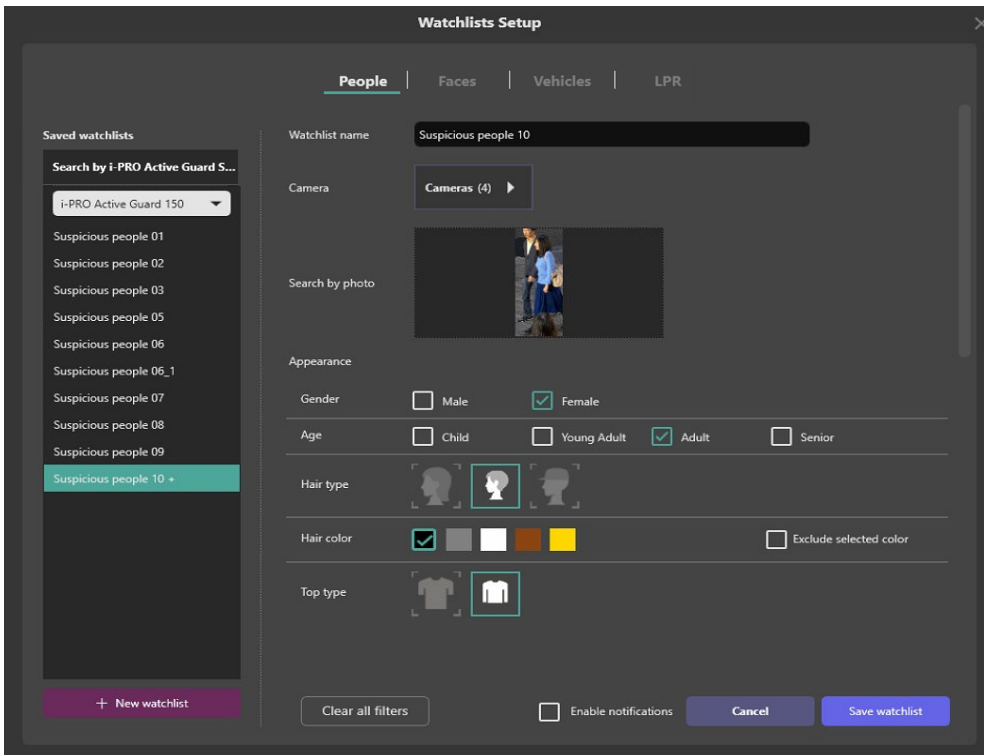 Watchlists Setup
People
Faces
Vehicles
LPR
Saved watchlists
Search by i-PRO Active Guard S...
i-PRO Active Guard 150
Suspicious people 01
Suspicious people 02
Suspicious people 03
Suspicious people 05
Suspicious people 06
Suspicious people 06_1
Suspicious people 07
Suspicious people 08
Suspicious people 09
Suspicious people 10 +
+ New watchlist
Watchlist name
Suspicious people 10
Camera
Cameras (4)
Search by photo
Appearance
Gender
Male
Female
Age
Child
Young Adult
Adult
Senior
Hair type
Hair color
Exclude selected color
Top type
Clear all filters
Enable notifications
Cancel
Save watchlist